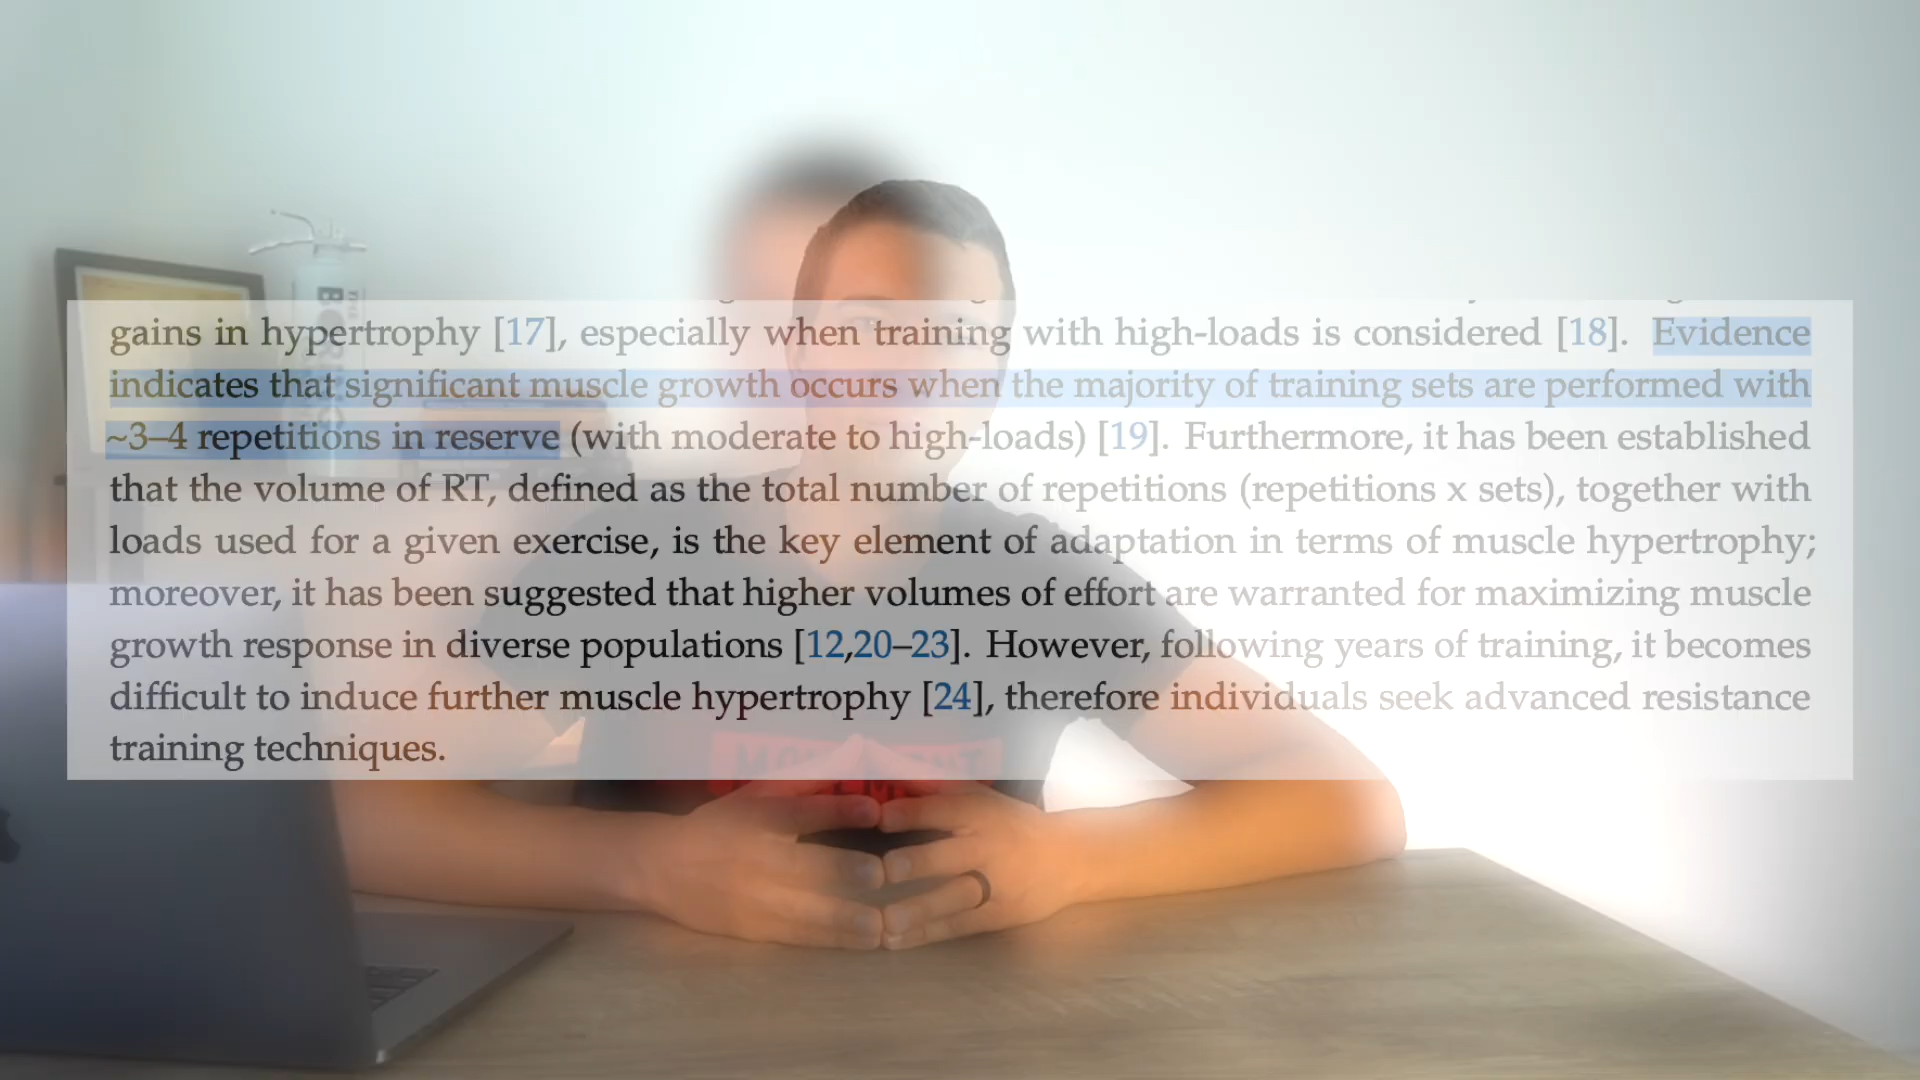 gains in hypertrophy [17], especially when training with high-loads is considered [18]. Evidence
indicates that significant muscle growth occurs when the majority of training sets are performed with
~3–4 repetitions in reserve (with moderate to high-loads) [19]. Furthermore, it has been established
that the volume of RT, defined as the total number of repetitions (repetitions x sets), together with
loads used for a given exercise, is the key element of adaptation in terms of muscle hypertrophy;
moreover, it has been suggested that higher volumes of effort are warranted for maximizing muscle
growth response in diverse populations [12,20–23]. However, following years of training, it becomes
difficult to induce further muscle hypertrophy [24], therefore individuals seek advanced resistance
training techniques.